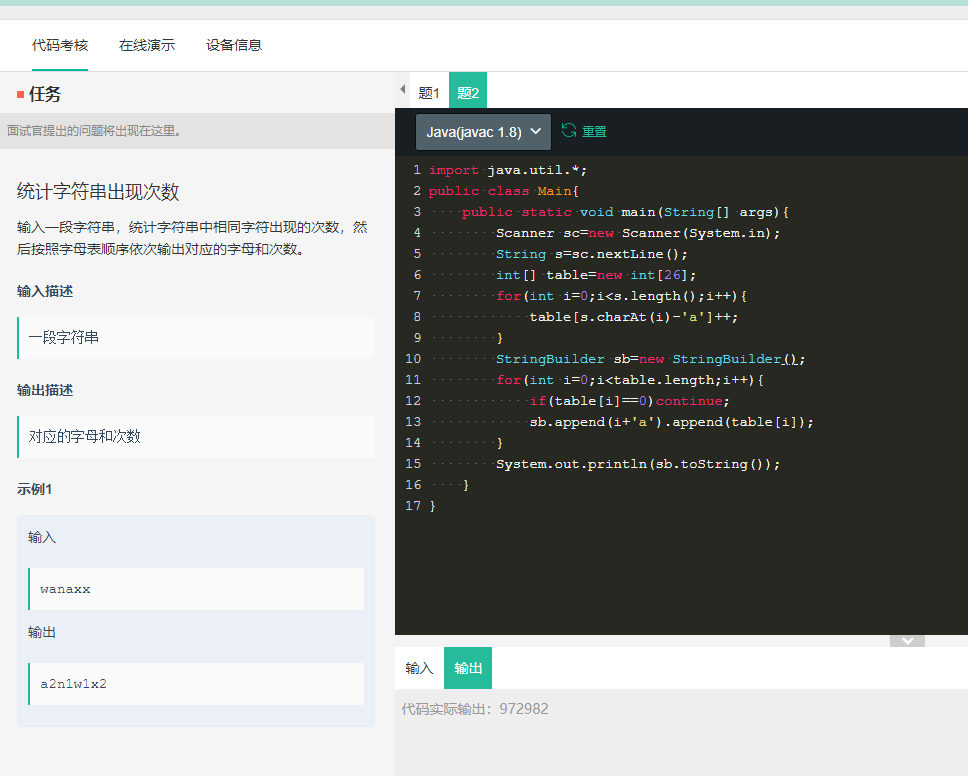 代码考核 在线演示 设备信息
任务
面试官提出的问题将出现在这里。
统计字符串出现次数
输入一段字符串，统计字符串中相同字符出现的次数，然
后按照字母表顺序依次输出对应的字母和次数。
输入描述
一段字符串
输出描述
对应的字母和次数
示例1
输入
wanaxx
输出
a2n1w1x2
题1 题2
Java(javac 1.8) 重置
1 import java.util.*;
2 public class Main{
3 public static void main(String[] args){
4 Scanner sc=new Scanner(System.in);
5 String s=sc.nextLine();
6 int[] table=new int[26];
7 for(int i=0;i<s.length();i++){
8 table[s.charAt(i)-'a']++;
9 }
10 StringBuilder sb=new StringBuilder();
11 for(int i=0;i<table.length;i++){
12 if(table[i]==0)continue;
13 sb.append(i+'a').append(table[i]);
14 }
15 System.out.println(sb.toString());
16 }
17 }
输入 输出
代码实际输出：972982